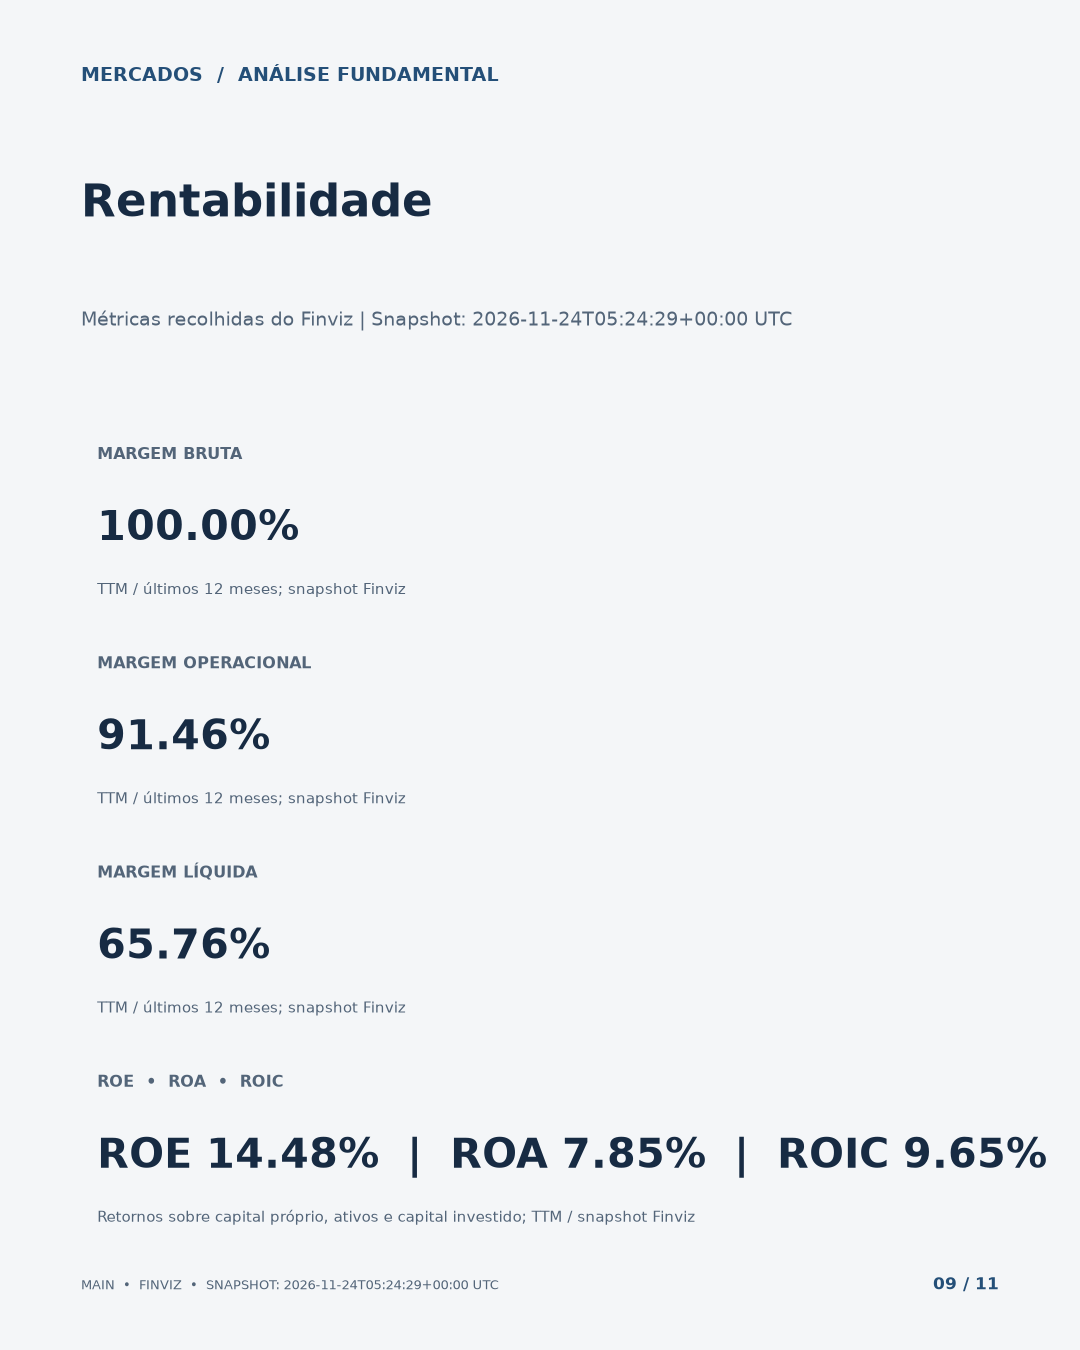 MERCADOS / ANÁLISE FUNDAMENTAL
Rentabilidade
Métricas recolhidas do Finviz | Snapshot: 2026-11-24T05:24:29+00:00 UTC
MARGEM BRUTA
100.00%
TTM / últimos 12 meses; snapshot Finviz
MARGEM OPERACIONAL
91.46%
TTM / últimos 12 meses; snapshot Finviz
MARGEM LÍQUIDA
65.76%
TTM / últimos 12 meses; snapshot Finviz
ROE • ROA • ROIC
ROE 14.48% | ROA 7.85% | ROIC 9.65%
Retornos sobre capital próprio, ativos e capital investido; TTM / snapshot Finviz
MAIN • FINVIZ • SNAPSHOT: 2026-11-24T05:24:29+00:00 UTC
09 / 11